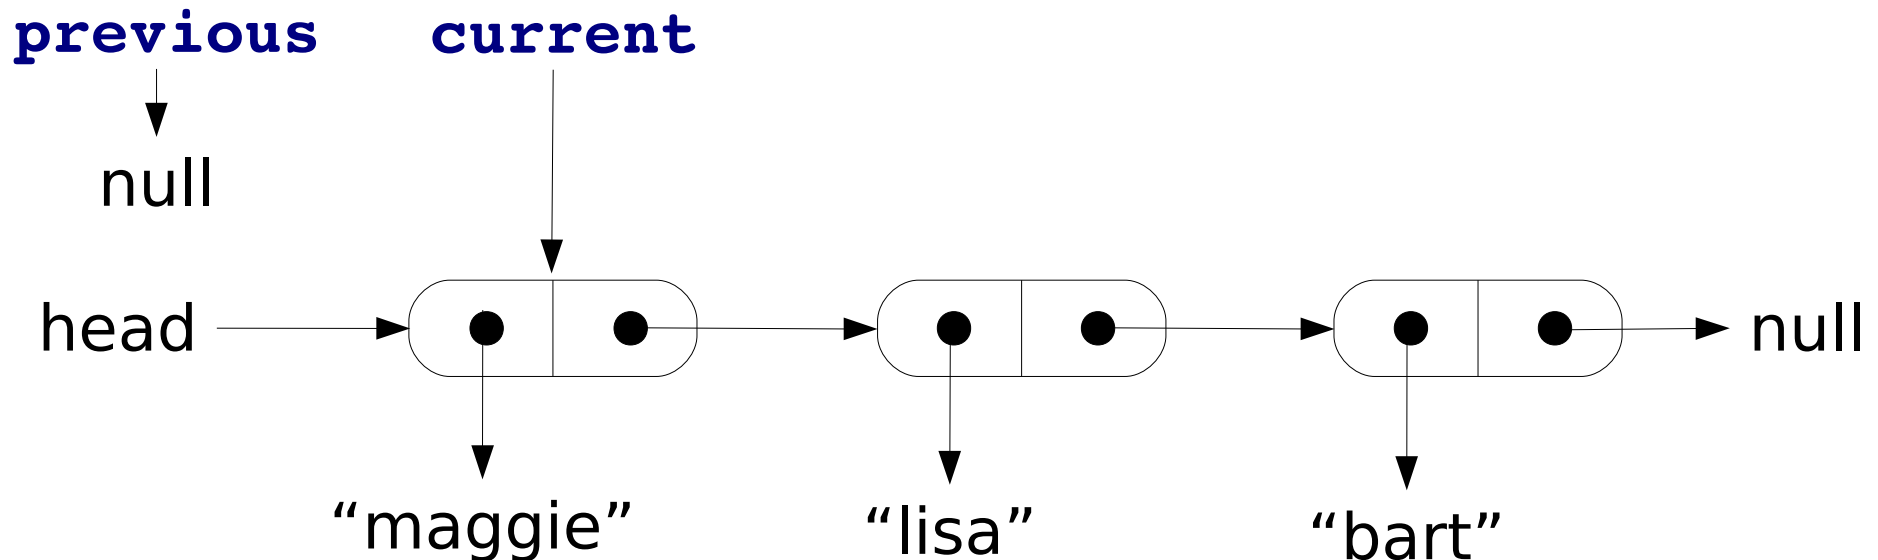 previous current
null
head null
“maggie” “lisa” “bart”